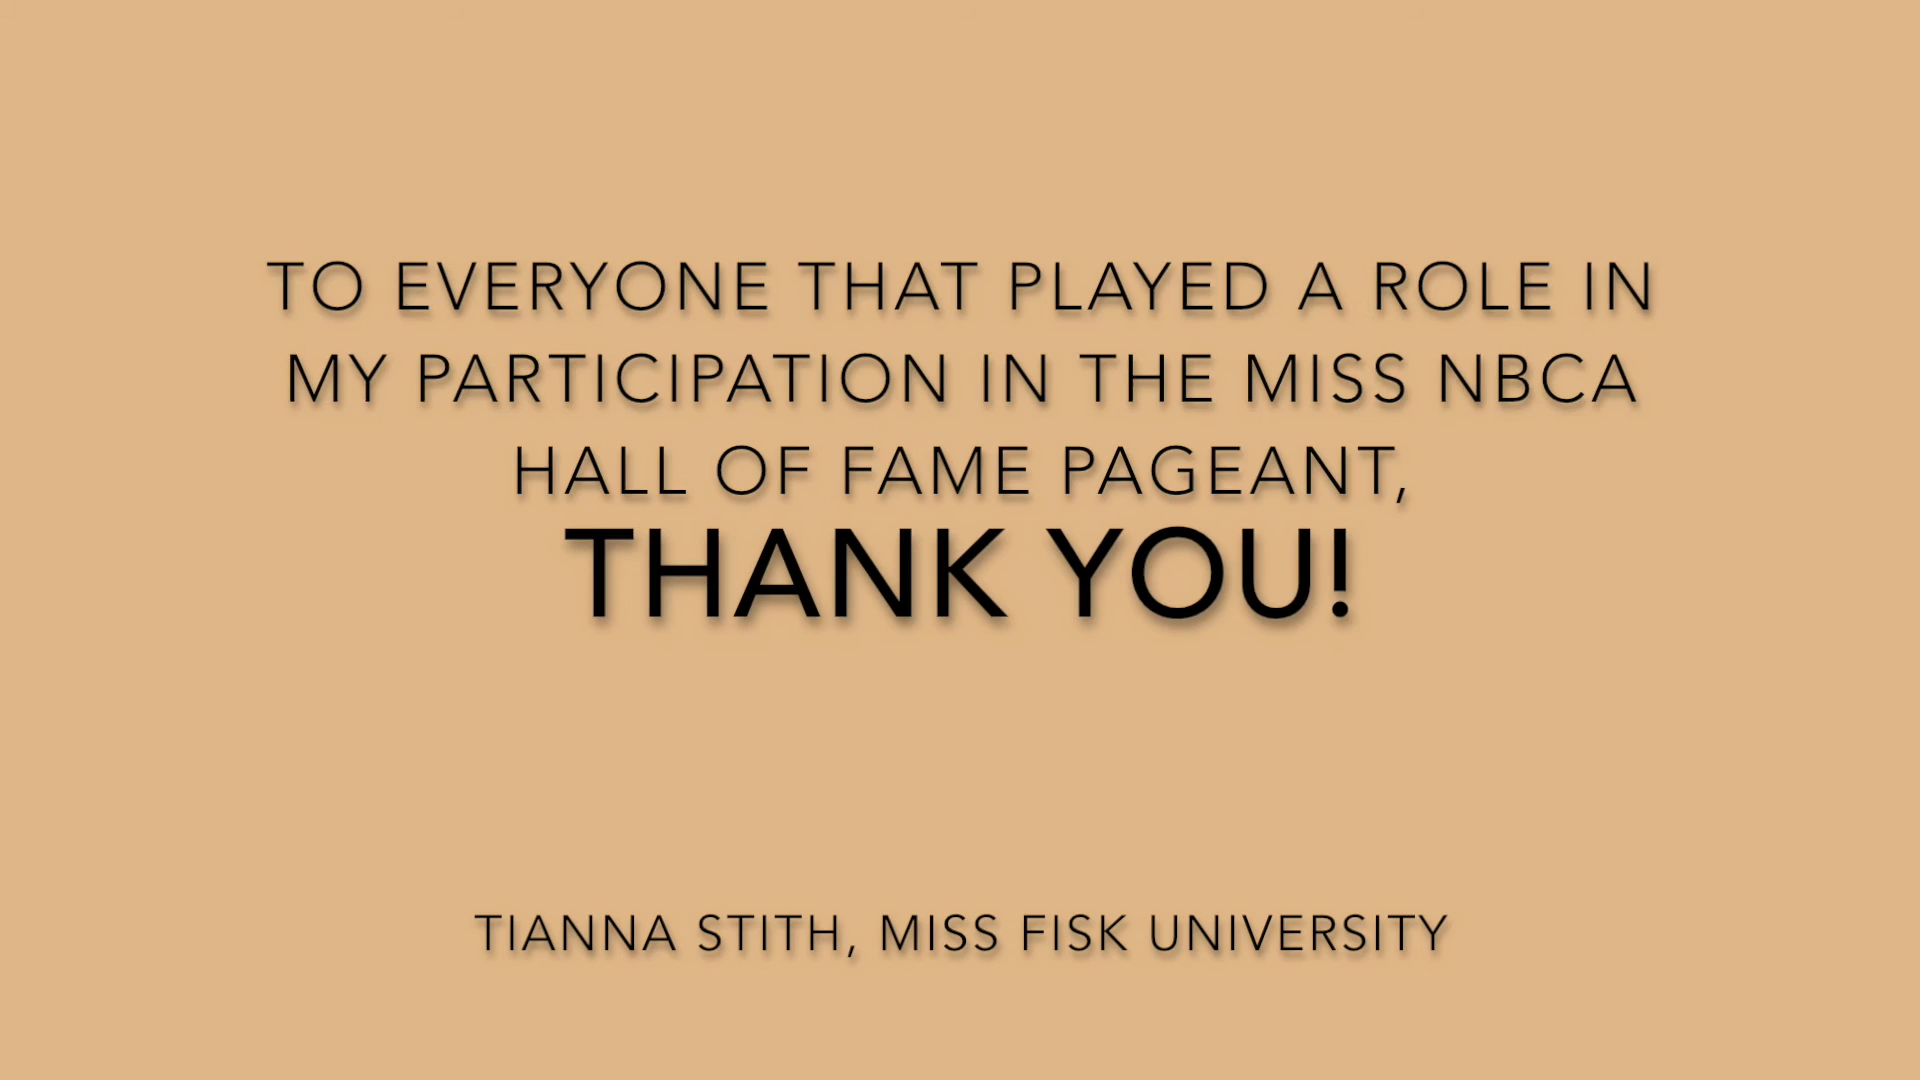 TO EVERYONE THAT PLAYED A ROLE IN
MY PARTICIPATION IN THE MISS NBCA
HALL OF FAME PAGEANT,
THANK YOU!
TIANNA STITH, MISS FISK UNIVERSITY